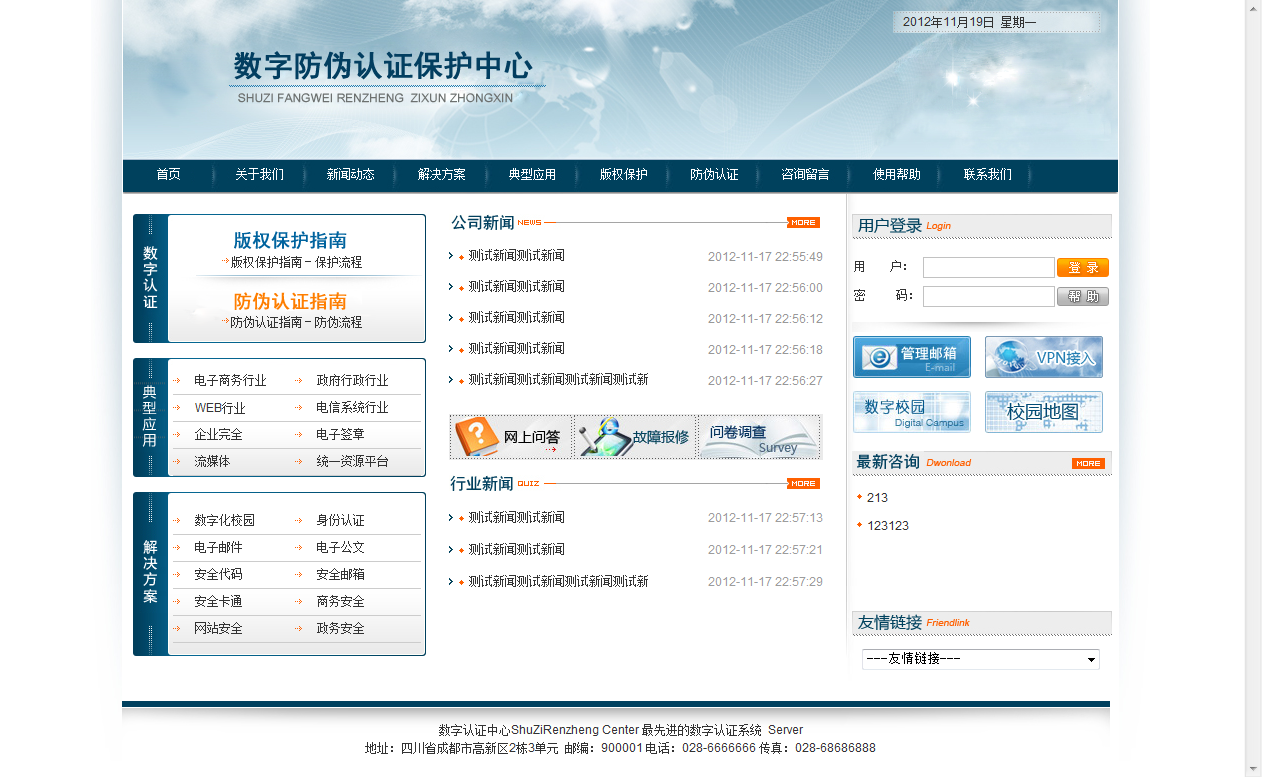 2012年11月19日 星期一
数字防伪认证保护中心
SHUZI FANGWEI RENZHENG ZIXUN ZHONGXIN
首页 关于我们 新闻动态 解决方案 典型应用 版权保护 防伪认证 咨询留言 使用帮助 联系我们
数字认证
版权保护指南
版权保护指南－保护流程
防伪认证指南
防伪认证指南－防伪流程
典型应用
电子商务行业 政府行政行业
WEB行业 电信系统行业
企业完全 电子签章
流媒体 统一资源平台
解决方案
数字化校园 身份认证
电子邮件 电子公文
安全代码 安全邮箱
安全卡通 商务安全
网站安全 政务安全
公司新闻 NEWS MORE
测试新闻测试新闻 2012-11-17 22:55:49
测试新闻测试新闻 2012-11-17 22:56:00
测试新闻测试新闻 2012-11-17 22:56:12
测试新闻测试新闻 2012-11-17 22:56:18
测试新闻测试新闻测试新闻测试新 2012-11-17 22:56:27
网上问答 故障报修 问卷调查 Survey
行业新闻 QUIZ MORE
测试新闻测试新闻 2012-11-17 22:57:13
测试新闻测试新闻 2012-11-17 22:57:21
测试新闻测试新闻测试新闻测试新 2012-11-17 22:57:29
用户登录 Login
用 户： 登 录
密 码： 帮 助
管理邮箱 E-mail VPN接入
数字校园 Digital Campus 校园地图
最新咨询 Dwonload MORE
213
123123
友情链接 Friendlink
---友情链接---
数字认证中心ShuZiRenzheng Center 最先进的数字认证系统 Server
地址：四川省成都市高新区2栋3单元 邮编：900001 电话：028-6666666 传真：028-68686888